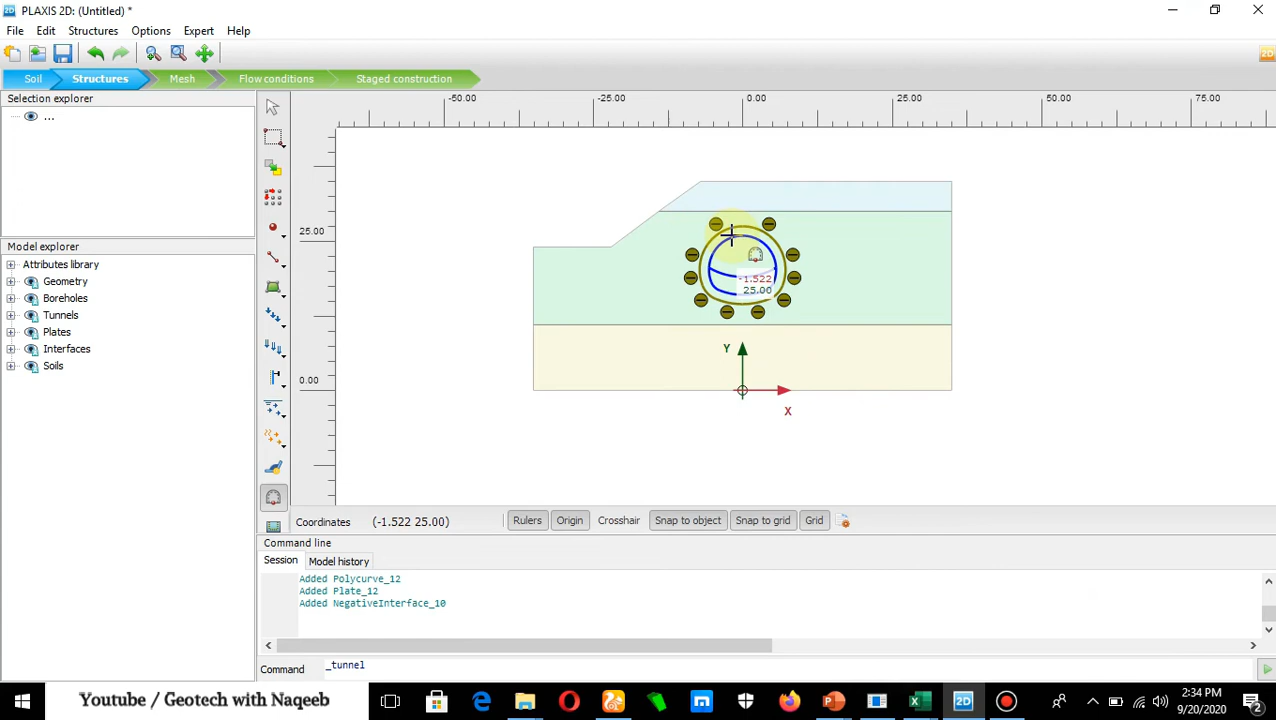 PLAXIS 2D: (Untitled) *
File Edit Structures Options Expert Help
2D
Soil Structures Mesh Flow conditions Staged construction
Selection explorer
...
Model explorer
Attributes library
Geometry
Boreholes
Tunnels
Plates
Interfaces
Soils
-50.00 -25.00 0.00 25.00 50.00 75.00
25.00
0.00
-1.522
25.00
Y
X
Coordinates (-1.522 25.00) Rulers Origin Crosshair Snap to object Snap to grid Grid
Command line
Session Model history
Added Polycurve_12
Added Plate_12
Added NegativeInterface_10
Command _tunnel
Youtube / Geotech with Naqeeb
2D
2:34 PM
9/20/2020
2